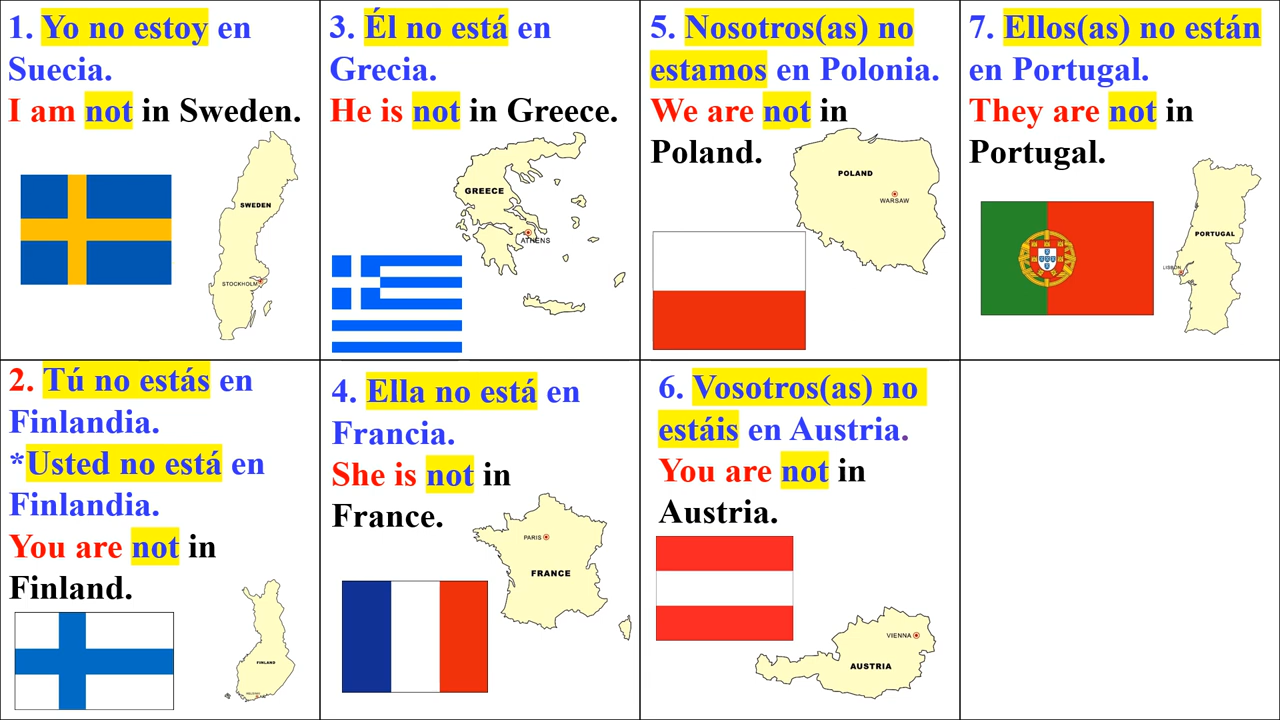 1. Yo no estoy en
Suecia.
I am not in Sweden.
SWEDEN
STOCKHOLM
2. Tú no estás en
Finlandia.
*Usted no está en
Finlandia.
You are not in
Finland.
FINLAND
3. Él no está en
Grecia.
He is not in Greece.
GREECE
ATHENS
4. Ella no está en
Francia.
She is not in
France.
PARIS
FRANCE
5. Nosotros(as) no
estamos en Polonia.
We are not in
Poland.
POLAND
WARSAW
6. Vosotros(as) no
estáis en Austria.
You are not in
Austria.
VIENNA
AUSTRIA
7. Ellos(as) no están
en Portugal.
They are not in
Portugal.
PORTUGAL
LISBON